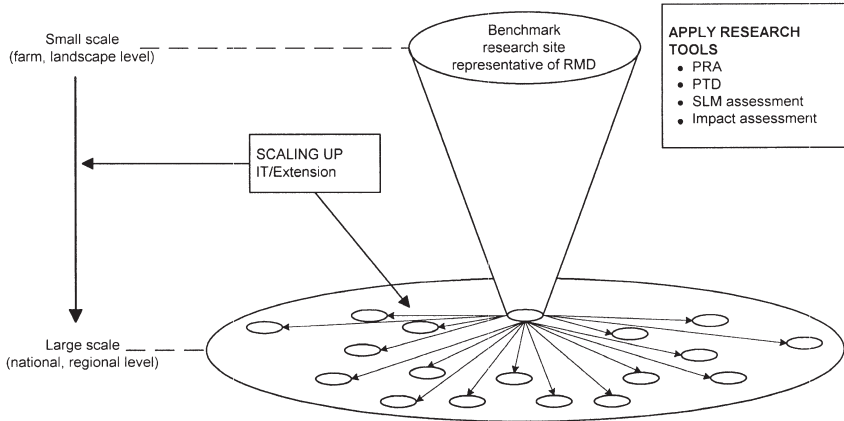 Small scale
(farm, landscape level)
Benchmark
research site
representative of RMD
APPLY RESEARCH
TOOLS
• PRA
• PTD
• SLM assessment
• Impact assessment
SCALING UP
IT/Extension
Large scale
(national, regional level)